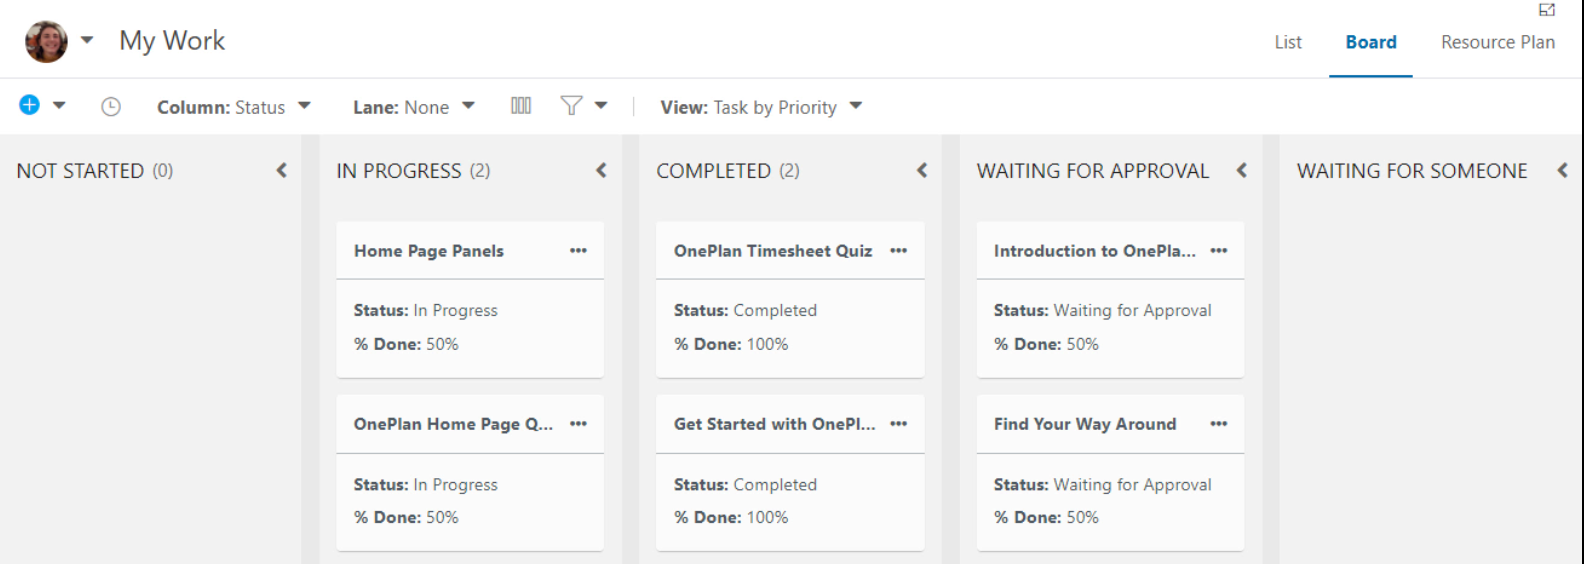 My Work
List
Board
Resource Plan
Column: Status
Lane: None
View: Task by Priority
NOT STARTED (0)
IN PROGRESS (2)
COMPLETED (2)
WAITING FOR APPROVAL
WAITING FOR SOMEONE
Home Page Panels
Status: In Progress
% Done: 50%
OnePlan Home Page Q...
Status: In Progress
% Done: 50%
OnePlan Timesheet Quiz
Status: Completed
% Done: 100%
Get Started with OnePl...
Status: Completed
% Done: 100%
Introduction to OnePla...
Status: Waiting for Approval
% Done: 50%
Find Your Way Around
Status: Waiting for Approval
% Done: 50%